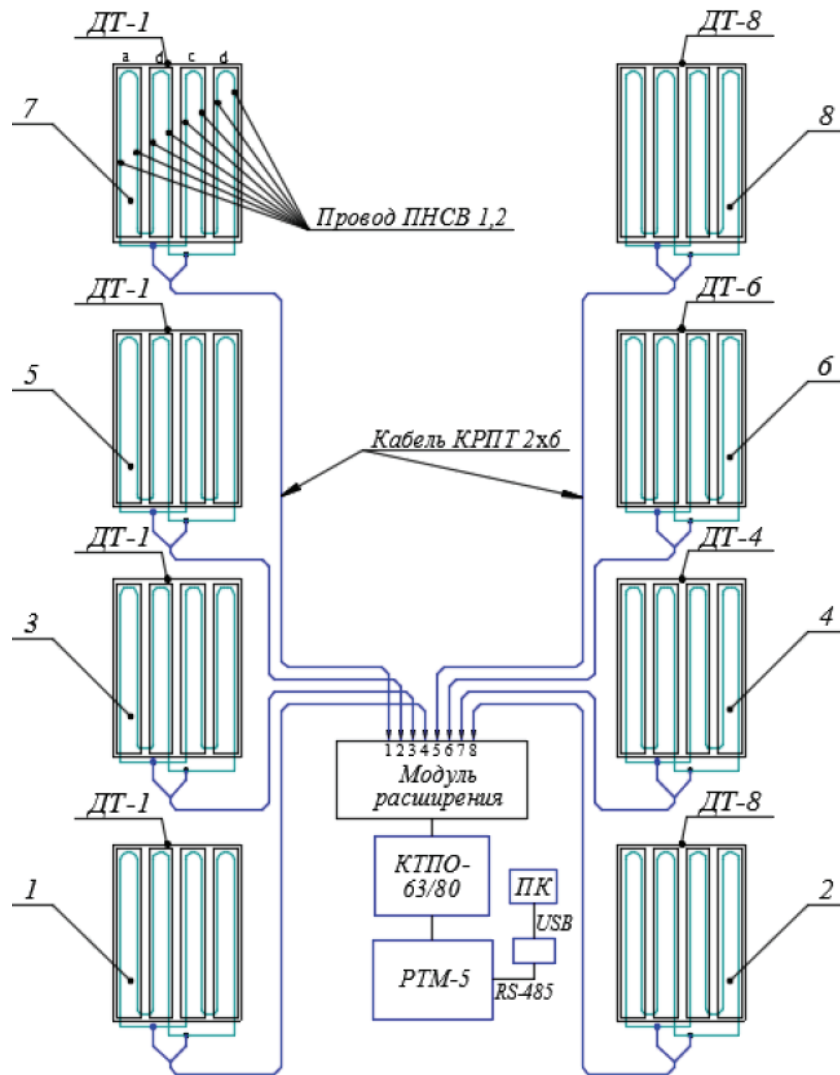 ДТ-1
ДТ-8
a d c d
7
8
Провод ПНСВ 1,2
ДТ-1
ДТ-6
5
6
Кабель КРПТ 2х6
ДТ-1
ДТ-4
3
4
1 2 3 4 5 6 7 8
Модуль
расширения
ДТ-1
ДТ-8
КТПО-
63/80
ПК
1
2
USB
РТМ-5
RS-485